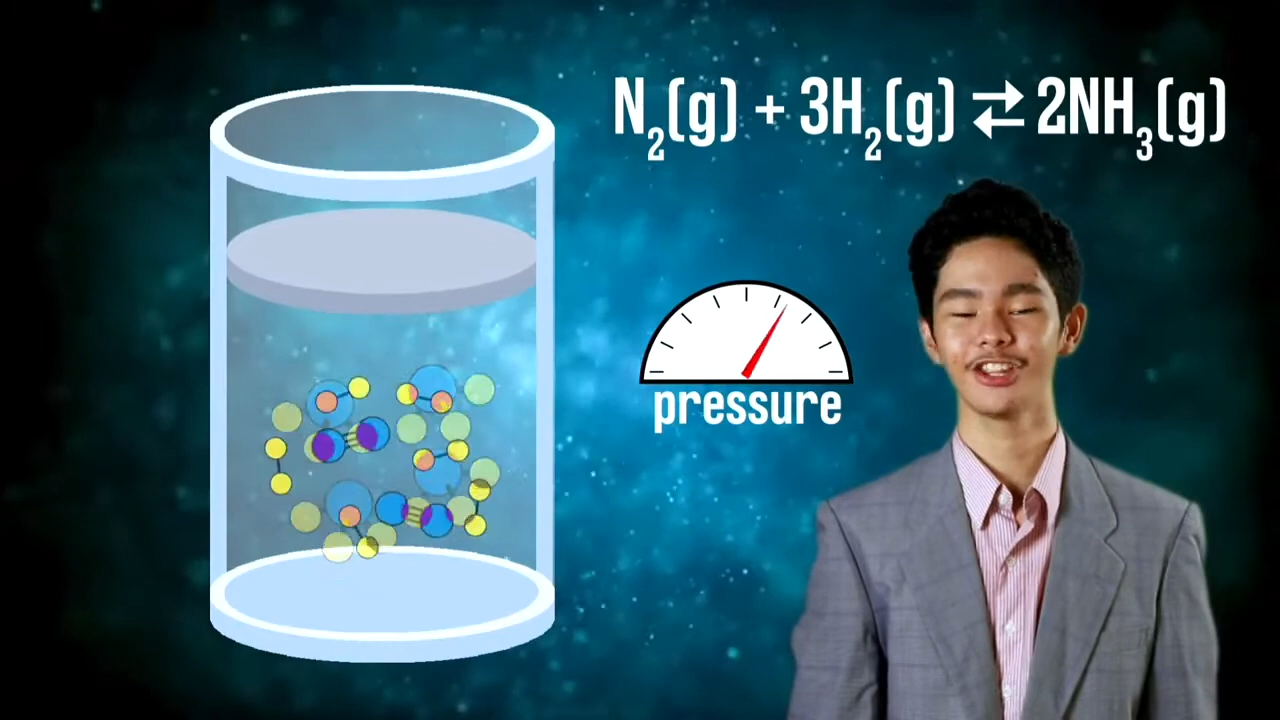 N₂(g) + 3H₂(g) ⇄ 2NH₃(g)
pressure